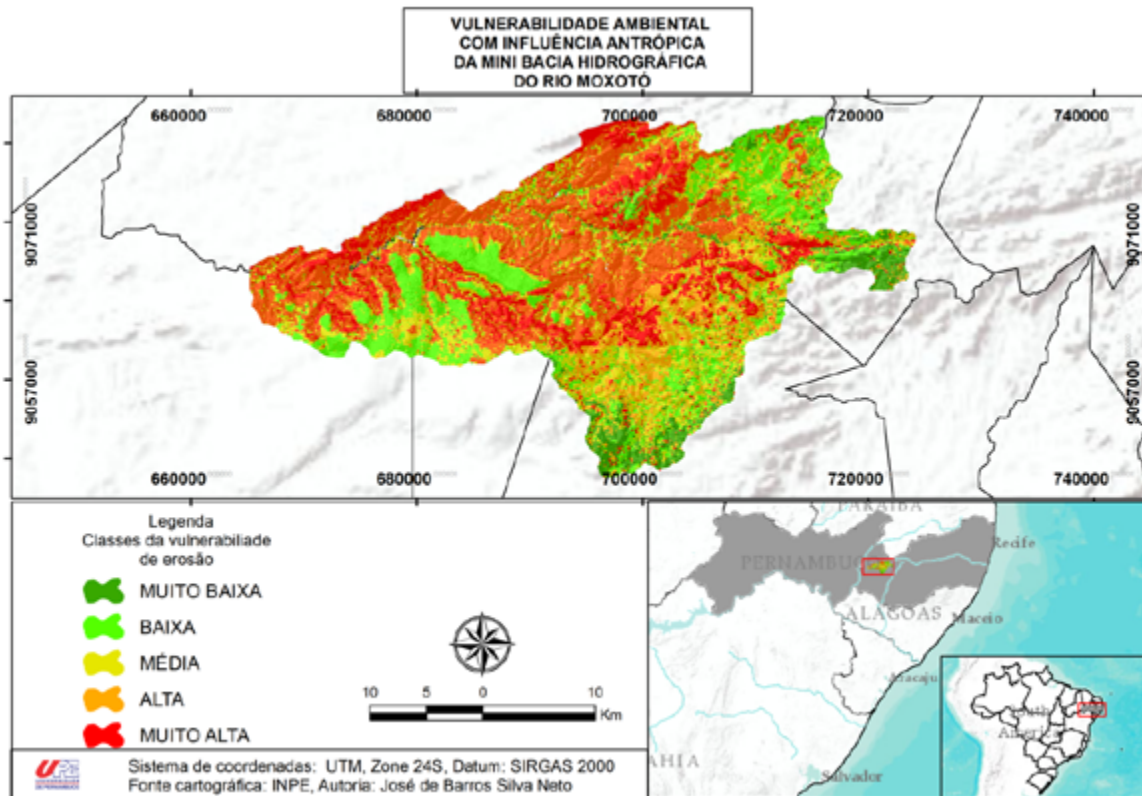 VULNERABILIDADE AMBIENTAL
COM INFLUÊNCIA ANTRÓPICA
DA MINI BACIA HIDROGRÁFICA
DO RIO MOXOTÓ
660000 680000 700000 720000 740000
9071000 9071000
9057000 9057000
660000 680000 700000 720000 740000
Legenda
Classes da vulnerabiliade
de erosão
MUITO BAIXA
BAIXA
MÉDIA
ALTA
MUITO ALTA
10 5 0 10
Km
PARAIBA
Recife
PERNAMBUCO
ALAGOAS
Maceio
Aracaju
AHIA
Salvador
South
America
UPE
Sistema de coordenadas: UTM, Zone 24S, Datum: SIRGAS 2000
Fonte cartográfica: INPE, Autoria: José de Barros Silva Neto